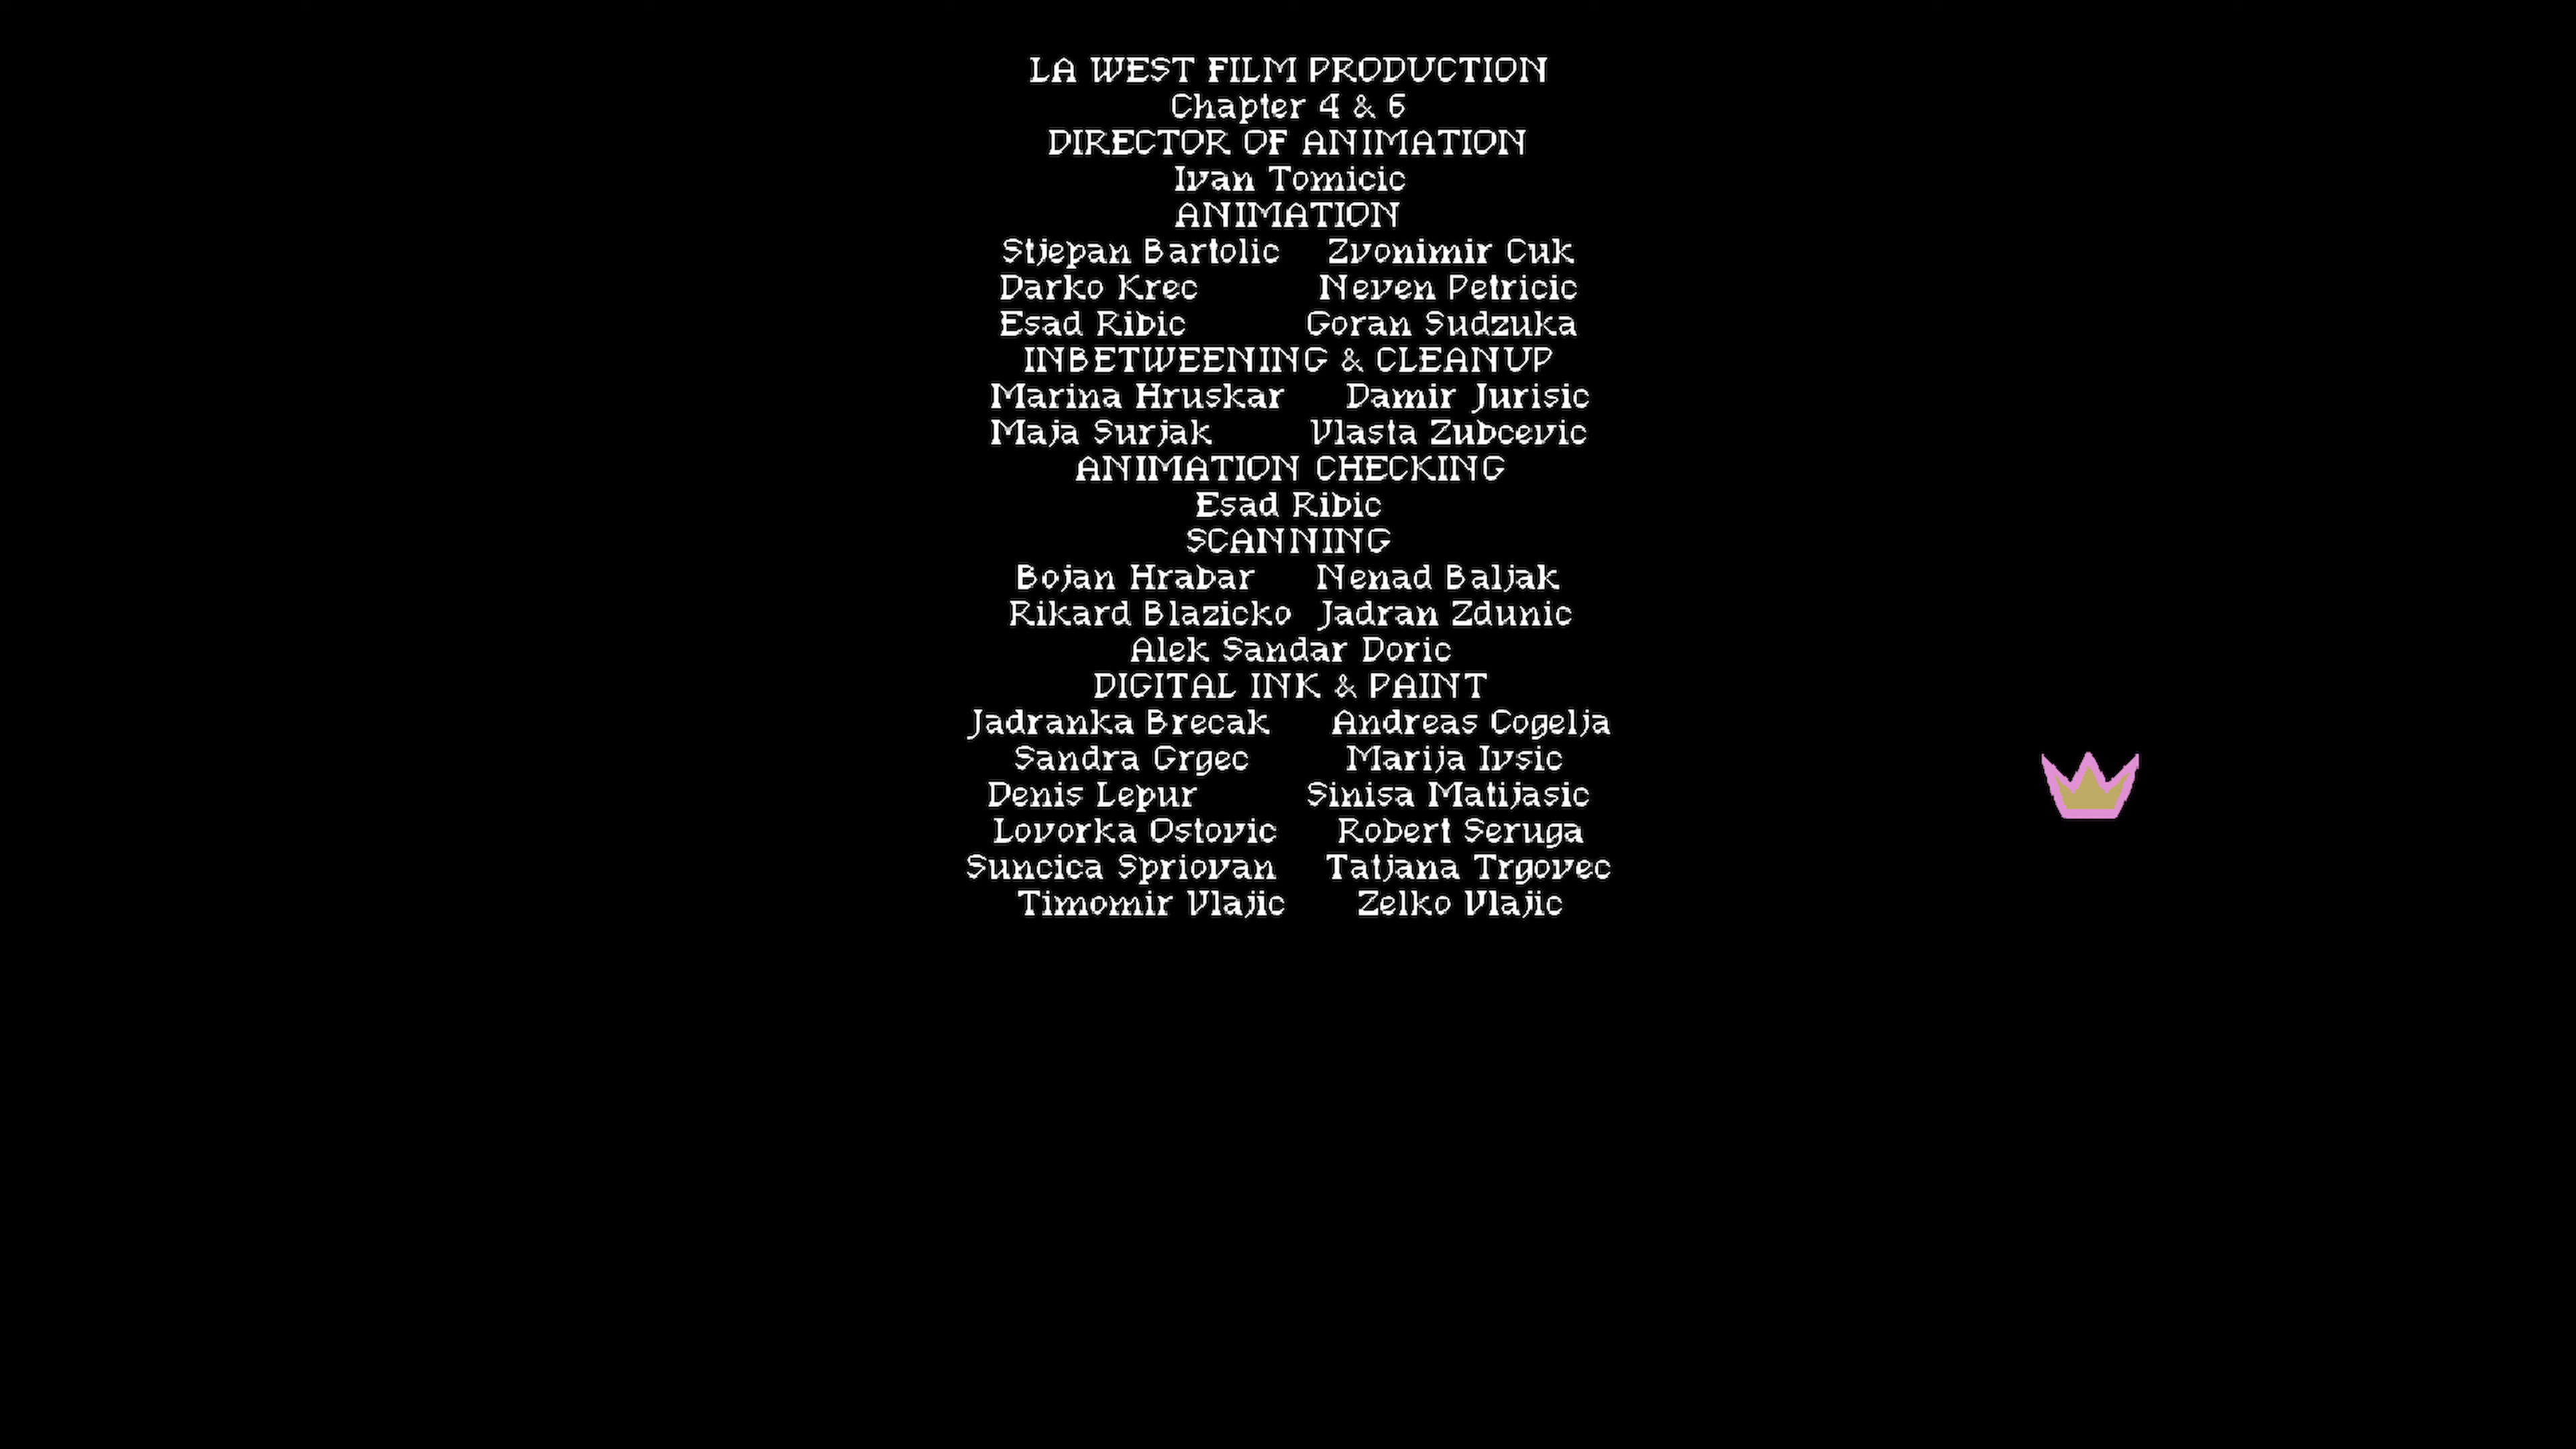 LA WEST FILM PRODUCTION
Chapter 4 & 6
DIRECTOR OF ANIMATION
Ivan Tomicic
ANIMATION
Stjepan Bartolic Zvonimir Cuk
Darko Krec Neven Petricic
Esad Ribic Goran Sudzuka
INBETWEENING & CLEANUP
Marina Hruskar Damir Jurisic
Maja Surjak Vlasta Zubcevic
ANIMATION CHECKING
Esad Ribic
SCANNING
Bojan Hrabar Nenad Baljak
Rikard Blazicko Jadran Zdunic
Alek Sandar Doric
DIGITAL INK & PAINT
Jadranka Brecak Andreas Cogelja
Sandra Grgec Marija Ivsic
Denis Lepur Sinisa Matijasic
Lovorka Ostovic Robert Seruga
Suncica Spriovan Tatjana Trgovec
Timomir Vlajic Zelko Vlajic